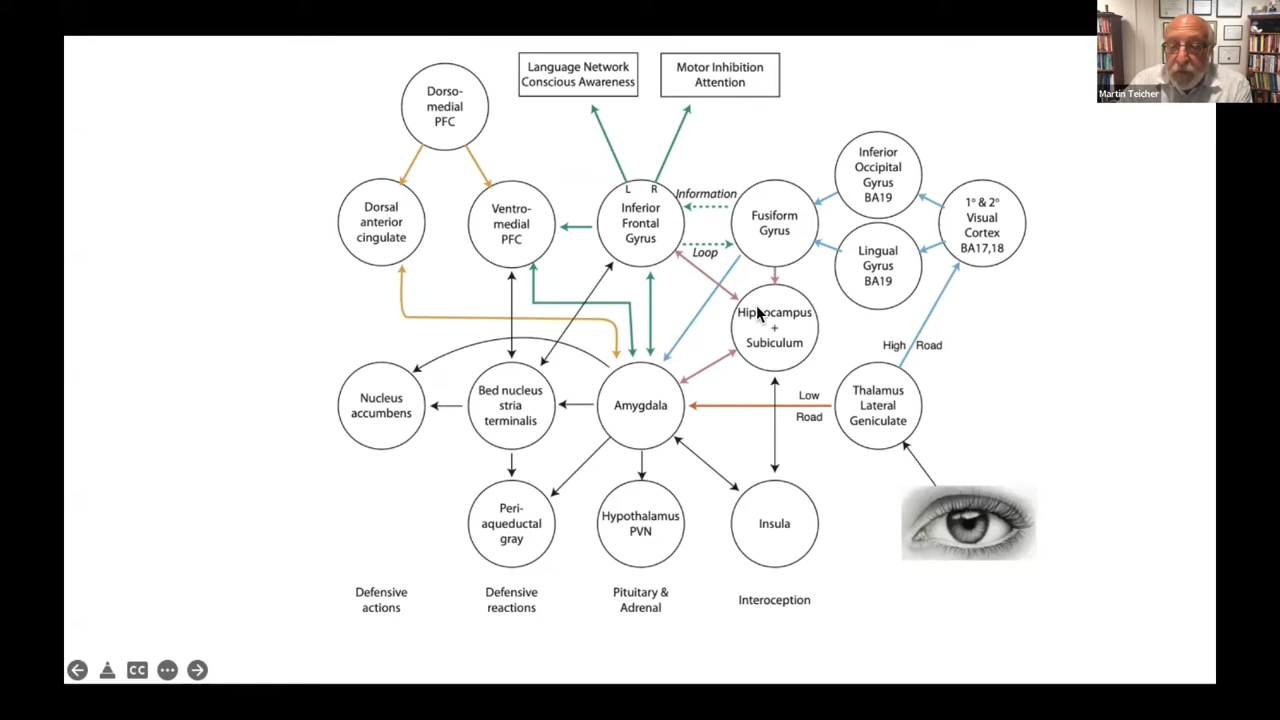 Martin Teicher
Language Network
Conscious Awareness
Motor Inhibition
Attention
Dorso-
medial
PFC
Inferior
Occipital
Gyrus
BA19
Dorsal
anterior
cingulate
Ventro-
medial
PFC
L R
Inferior
Frontal
Gyrus
Information
Loop
Fusiform
Gyrus
Lingual
Gyrus
BA19
1° & 2°
Visual
Cortex
BA17,18
Hippocampus
+
Subiculum
High Road
Nucleus
accumbens
Bed nucleus
stria
terminalis
Amygdala
Low
Road
Thalamus
Lateral
Geniculate
Peri-
aqueductal
gray
Hypothalamus
PVN
Insula
Defensive
actions
Defensive
reactions
Pituitary &
Adrenal
Interoception
CC